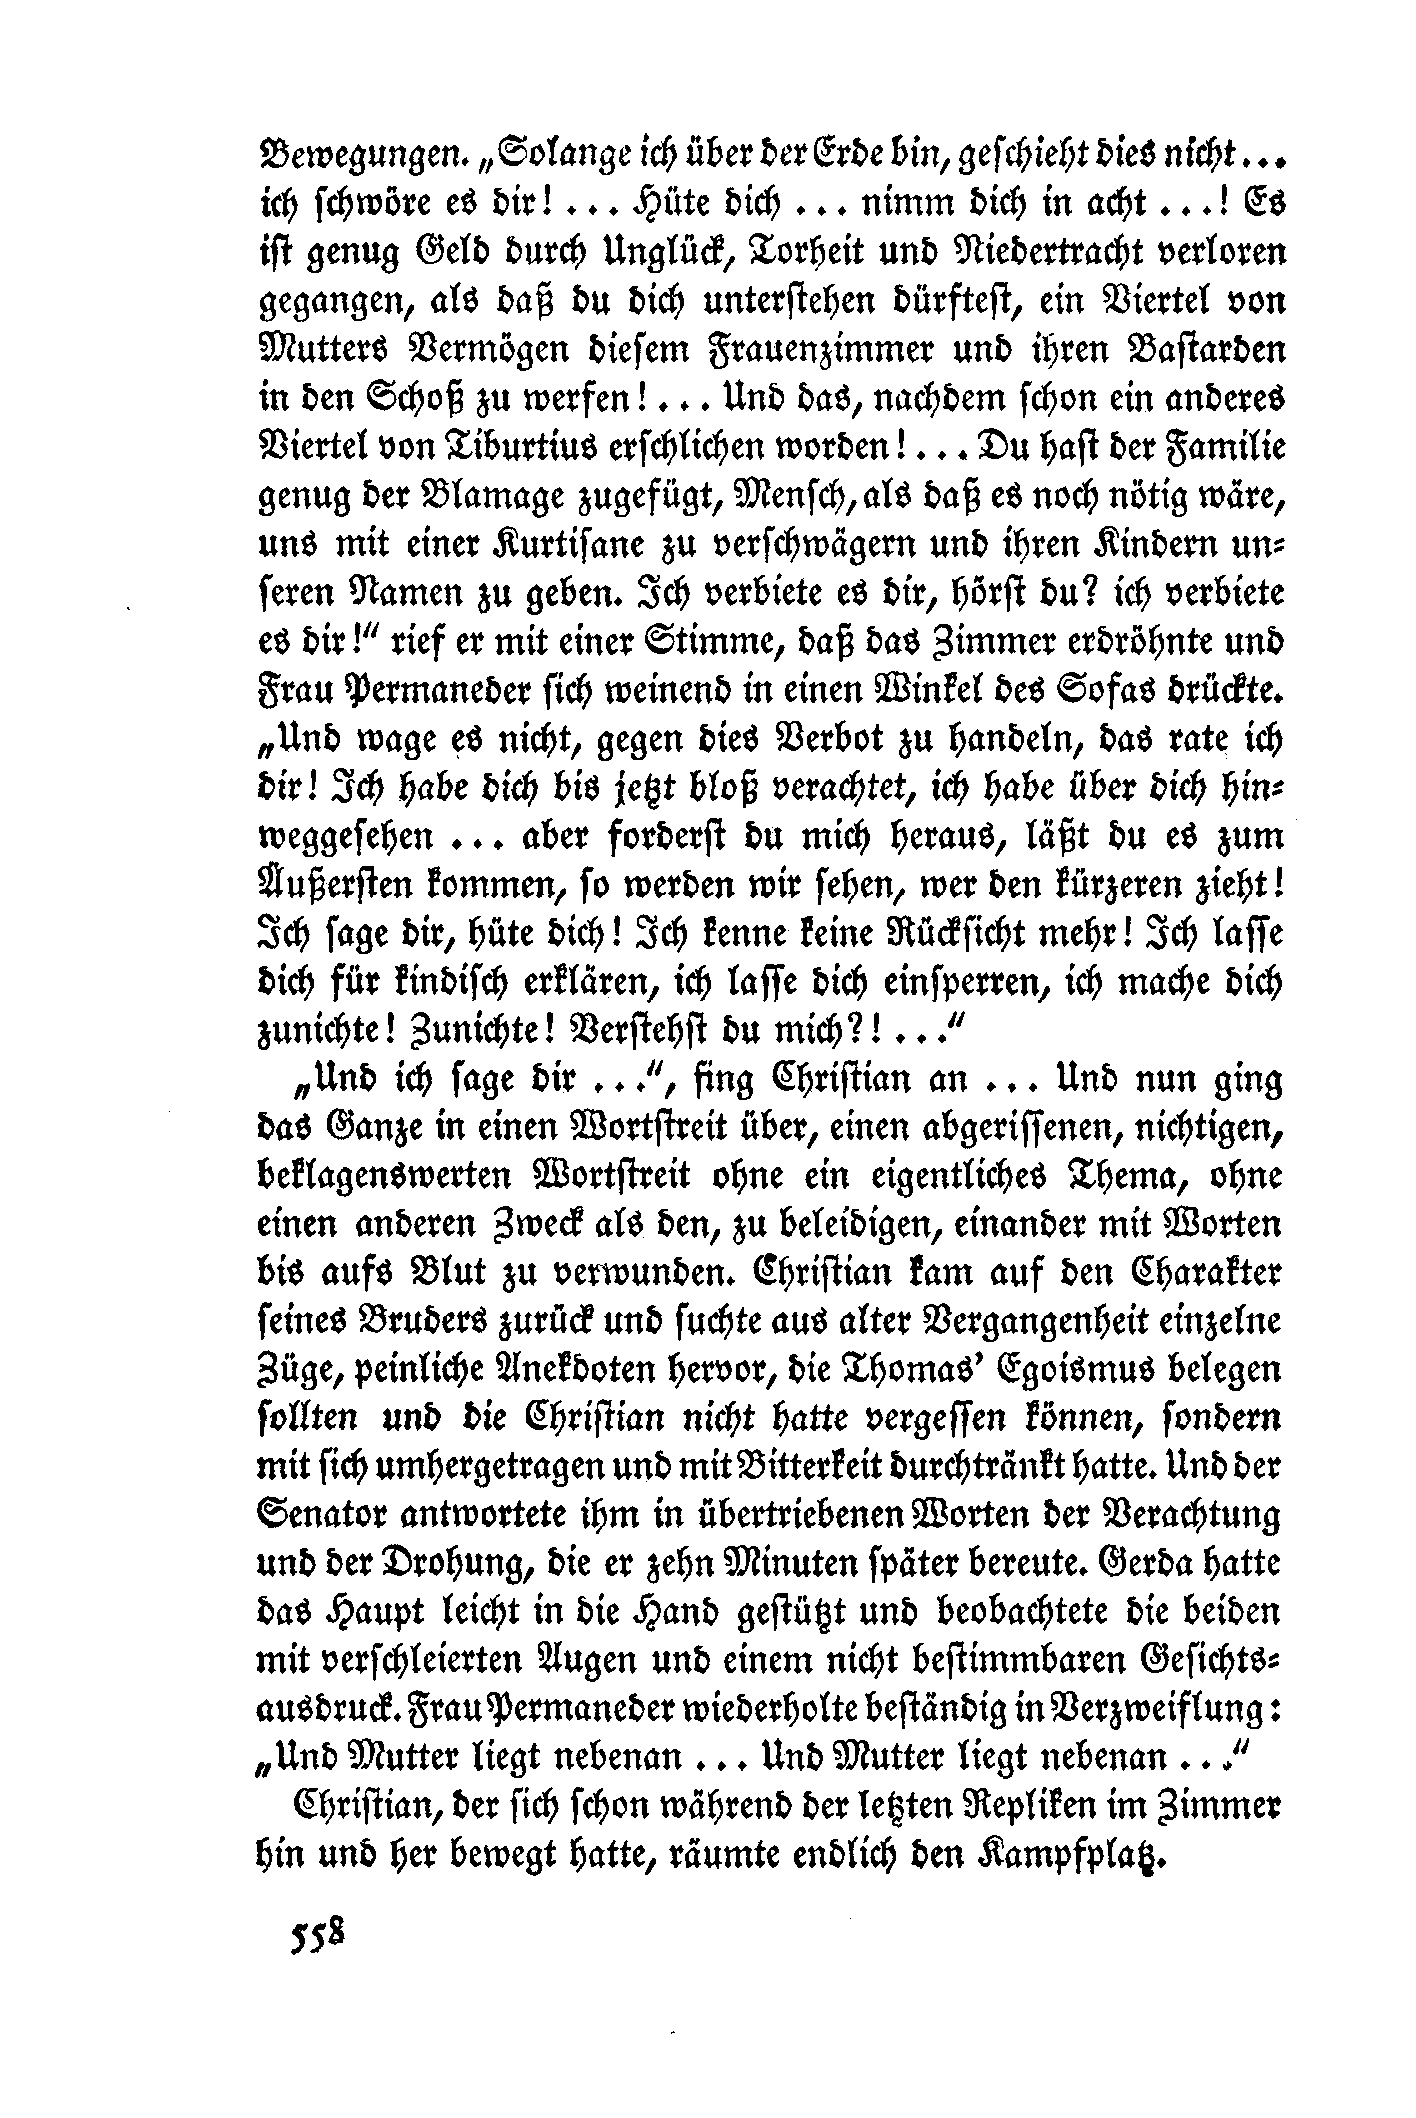 Bewegungen. „Solange ich über der Erde bin, geschieht dies nicht...
ich schwöre es dir! ... Hüte dich ... nimm dich in acht ...! Es
ist genug Geld durch Unglück, Torheit und Niedertracht verloren
gegangen, als daß du dich unterstehen dürftest, ein Viertel von
Mutters Vermögen diesem Frauenzimmer und ihren Bastarden
in den Schoß zu werfen! ... Und das, nachdem schon ein anderes
Viertel von Tiburtius erschlichen worden! ... Du hast der Familie
genug der Blamage zugefügt, Mensch, als daß es noch nötig wäre,
uns mit einer Kurtisane zu verschwägern und ihren Kindern un-
seren Namen zu geben. Ich verbiete es dir, hörst du? ich verbiete
es dir!“ rief er mit einer Stimme, daß das Zimmer erdröhnte und
Frau Permaneder sich weinend in einen Winkel des Sofas drückte.
„Und wage es nicht, gegen dies Verbot zu handeln, das rate ich
dir! Ich habe dich bis jetzt bloß verachtet, ich habe über dich hin-
weggesehen ... aber forderst du mich heraus, läßt du es zum
Äußersten kommen, so werden wir sehen, wer den kürzeren zieht!
Ich sage dir, hüte dich! Ich kenne keine Rücksicht mehr! Ich lasse
dich für kindisch erklären, ich lasse dich einsperren, ich mache dich
zunichte! Zunichte! Verstehst du mich?! ...“
„Und ich sage dir ...“, fing Christian an ... Und nun ging
das Ganze in einen Wortstreit über, einen abgerissenen, nichtigen,
beklagenswerten Wortstreit ohne ein eigentliches Thema, ohne
einen anderen Zweck als den, zu beleidigen, einander mit Worten
bis aufs Blut zu verwunden. Christian kam auf den Charakter
seines Bruders zurück und suchte aus alter Vergangenheit einzelne
Züge, peinliche Anekdoten hervor, die Thomas’ Egoismus belegen
sollten und die Christian nicht hatte vergessen können, sondern
mit sich umhergetragen und mit Bitterkeit durchtränkt hatte. Und der
Senator antwortete ihm in übertriebenen Worten der Verachtung
und der Drohung, die er zehn Minuten später bereute. Gerda hatte
das Haupt leicht in die Hand gestützt und beobachtete die beiden
mit verschleierten Augen und einem nicht bestimmbaren Gesichts-
ausdruck. Frau Permaneder wiederholte beständig in Verzweiflung:
„Und Mutter liegt nebenan ... Und Mutter liegt nebenan ...“
Christian, der sich schon während der letzten Repliken im Zimmer
hin und her bewegt hatte, räumte endlich den Kampfplatz.
558